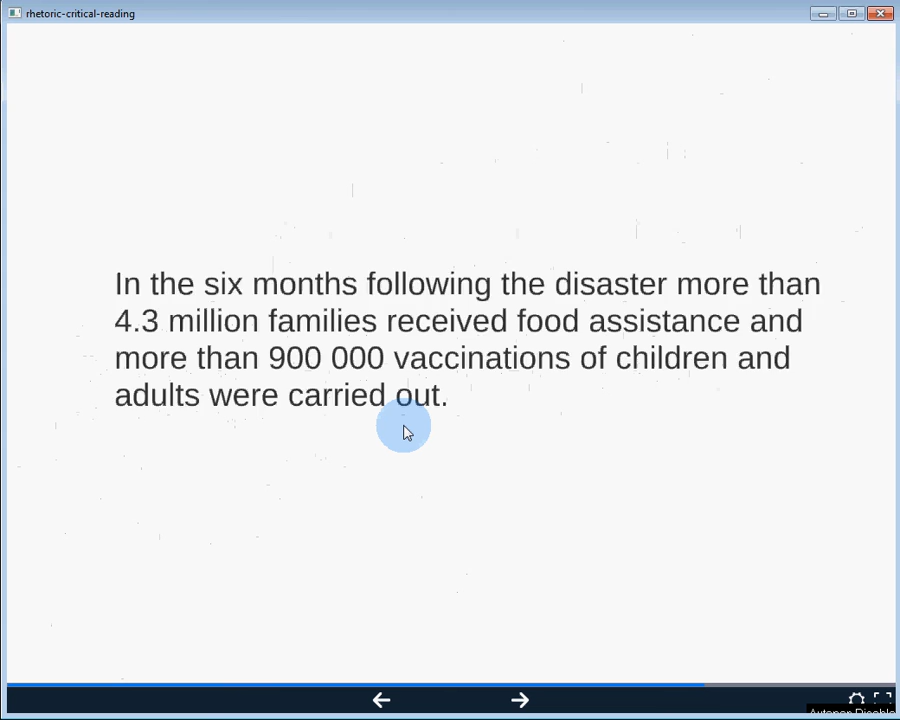 rhetoric-critical-reading
In the six months following the disaster more than
4.3 million families received food assistance and
more than 900 000 vaccinations of children and
adults were carried out.